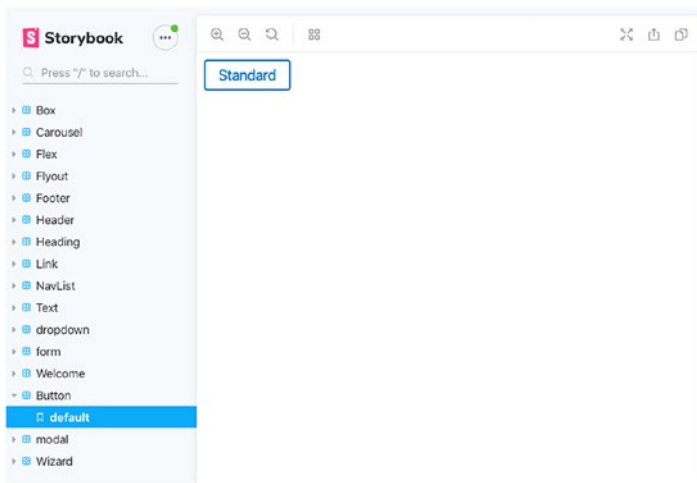 Storybook
Press "/" to search...
Standard
Box
Carousel
Flex
Flyout
Footer
Header
Heading
Link
NavList
Text
dropdown
form
Welcome
Button
default
modal
Wizard